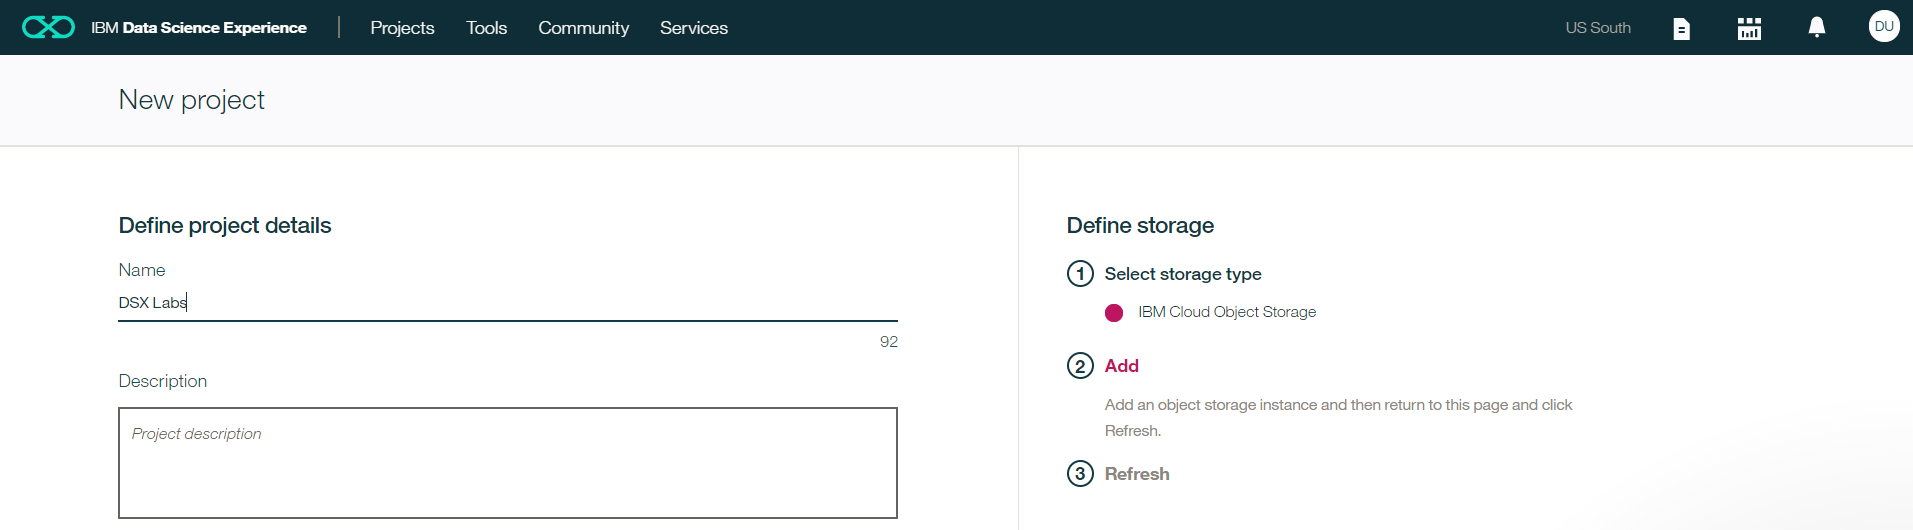 IBM Data Science Experience Projects Tools Community Services US South DU
New project
Define project details
Name
DSX Labs
92
Description
Project description
Define storage
1 Select storage type
IBM Cloud Object Storage
2 Add
Add an object storage instance and then return to this page and click
Refresh.
3 Refresh